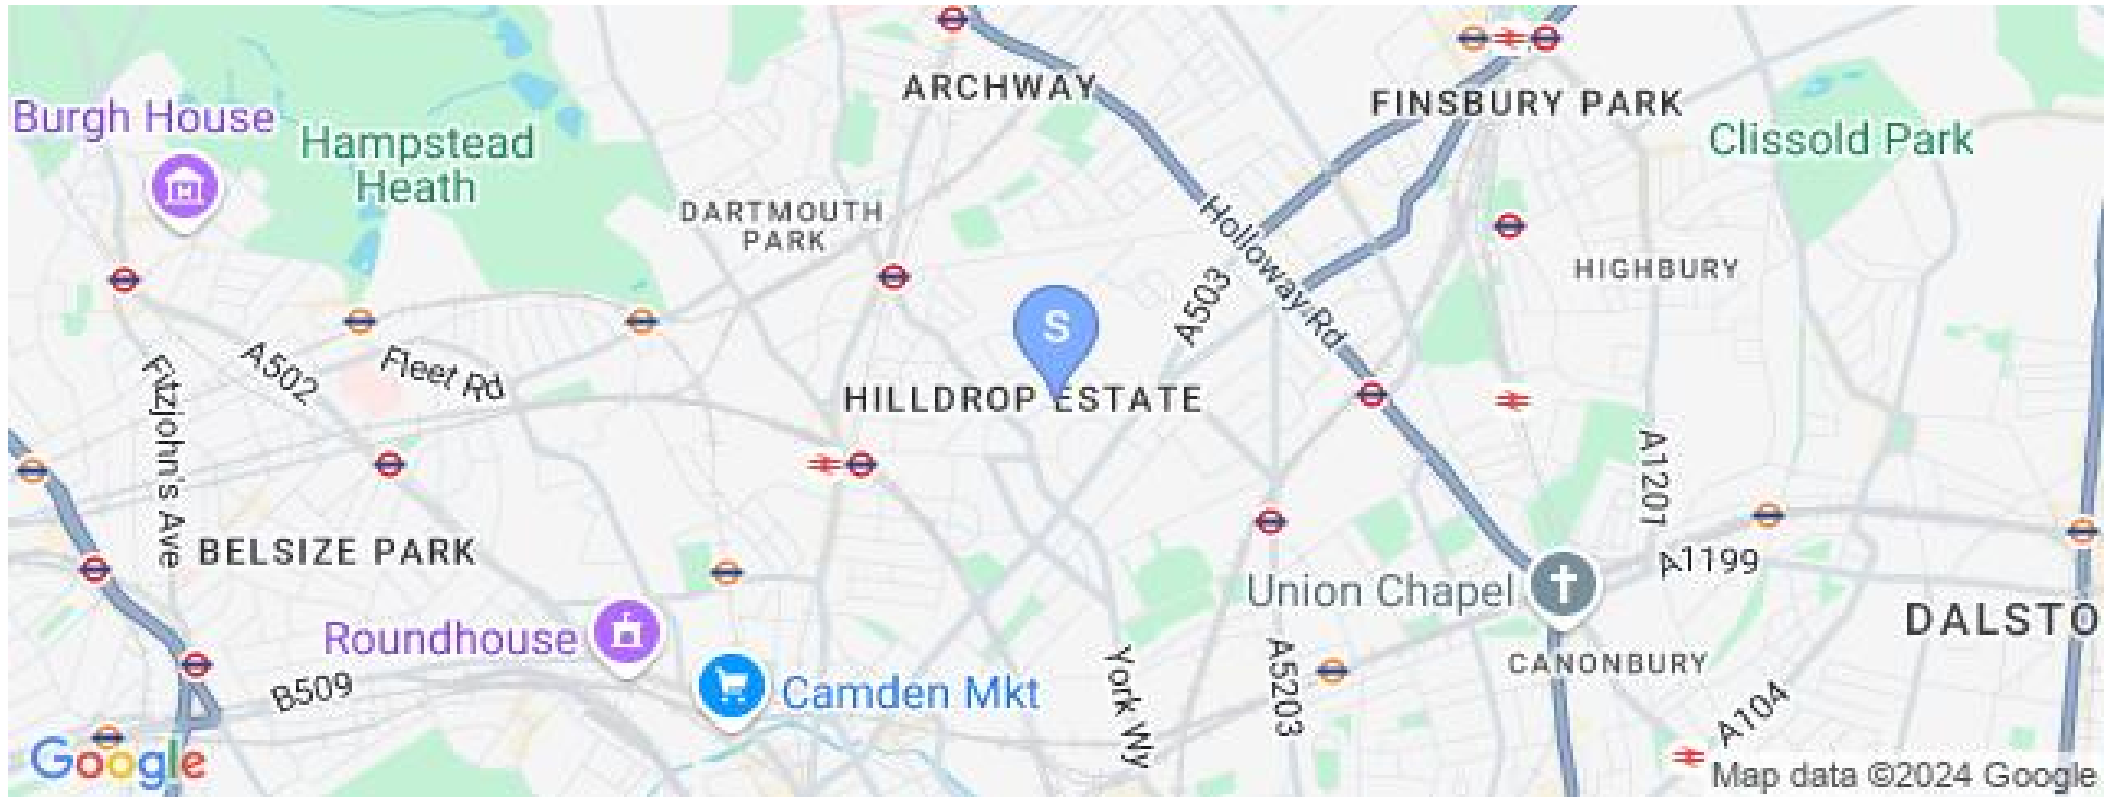 ARCHWAY
FINSBURY PARK
Burgh House
Hampstead
Heath
Clissold Park
DARTMOUTH
PARK
Holloway Rd
HIGHBURY
A503
S
Fitzjohn's Ave
A502
Fleet Rd
HILLDROP ESTATE
A1201
BELSIZE PARK
A1199
Union Chapel
DALSTO
Roundhouse
CANONBURY
B509
Camden Mkt
York Wy
A5203
A104
Google
Map data ©2024 Google